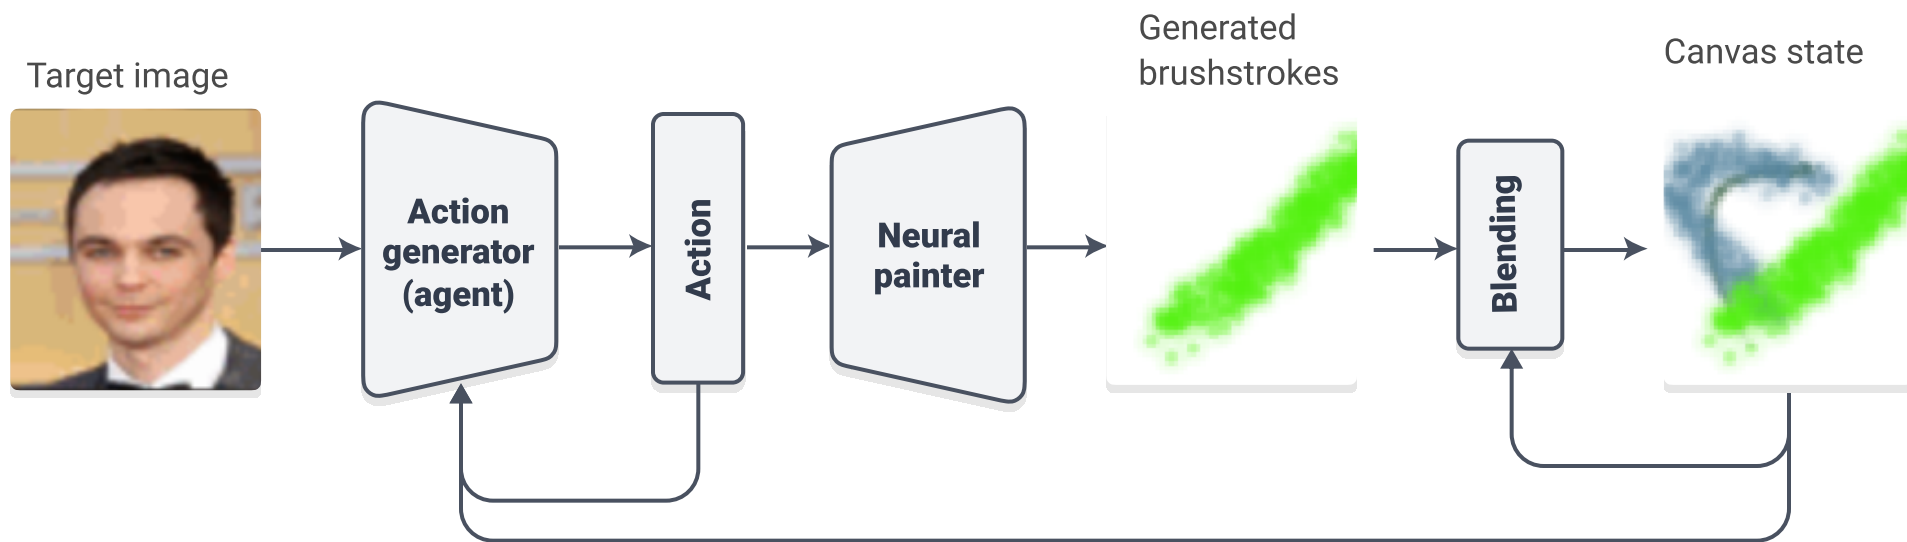 Target image
Action
generator
(agent)
Action
Neural
painter
Generated
brushstrokes
Blending
Canvas state